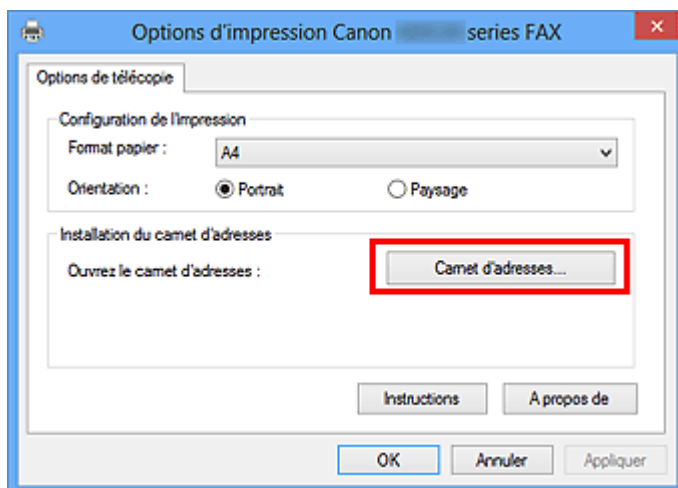 Options d'impression Canon series FAX
Options de télécopie
Configuration de l'impression
Format papier : A4
Orientation : Portrait Paysage
Installation du carnet d'adresses
Ouvrez le carnet d'adresses : Carnet d'adresses...
Instructions A propos de
OK Annuler Appliquer